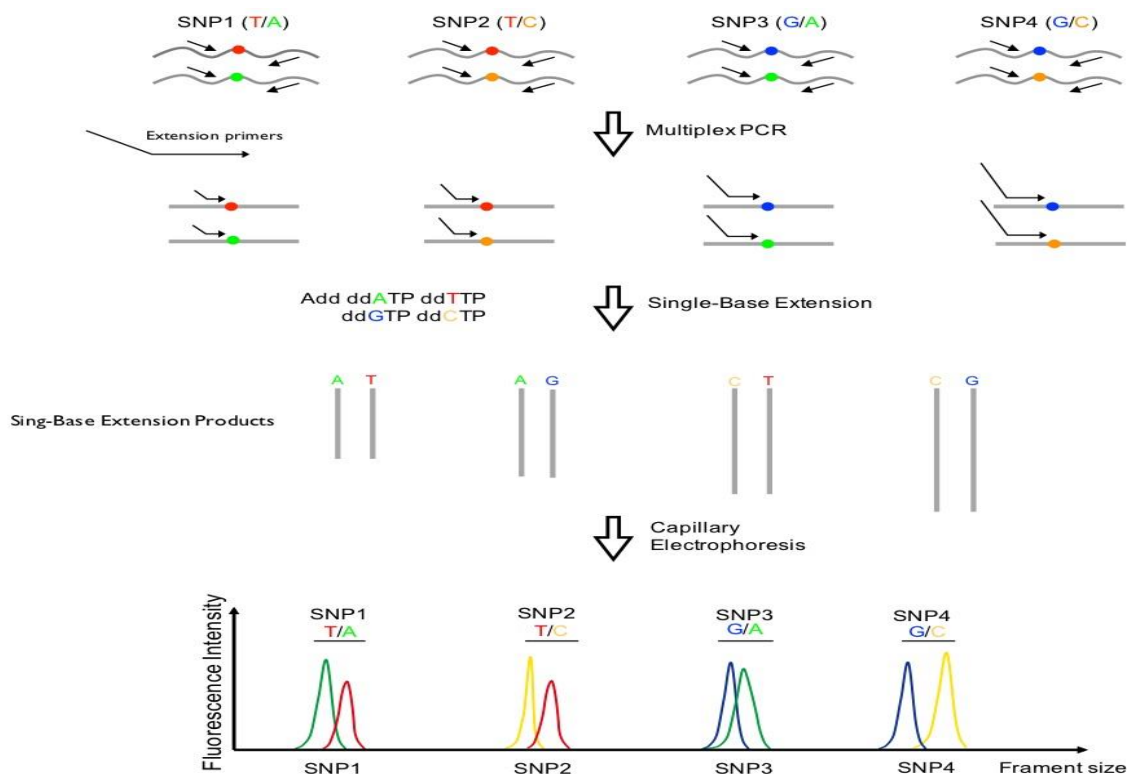 SNP1 (T/A)
SNP2 (T/C)
SNP3 (G/A)
SNP4 (G/C)
Multiplex PCR
Extension primers
Add ddATP ddTTP
ddGTP ddCTP
Single-Base Extension
A T
A G
C T
C G
Sing-Base Extension Products
Capillary
Electrophoresis
Fluorescence Intensity
SNP1
T/A
SNP2
T/C
SNP3
G/A
SNP4
G/C
SNP1
SNP2
SNP3
SNP4
Frament size